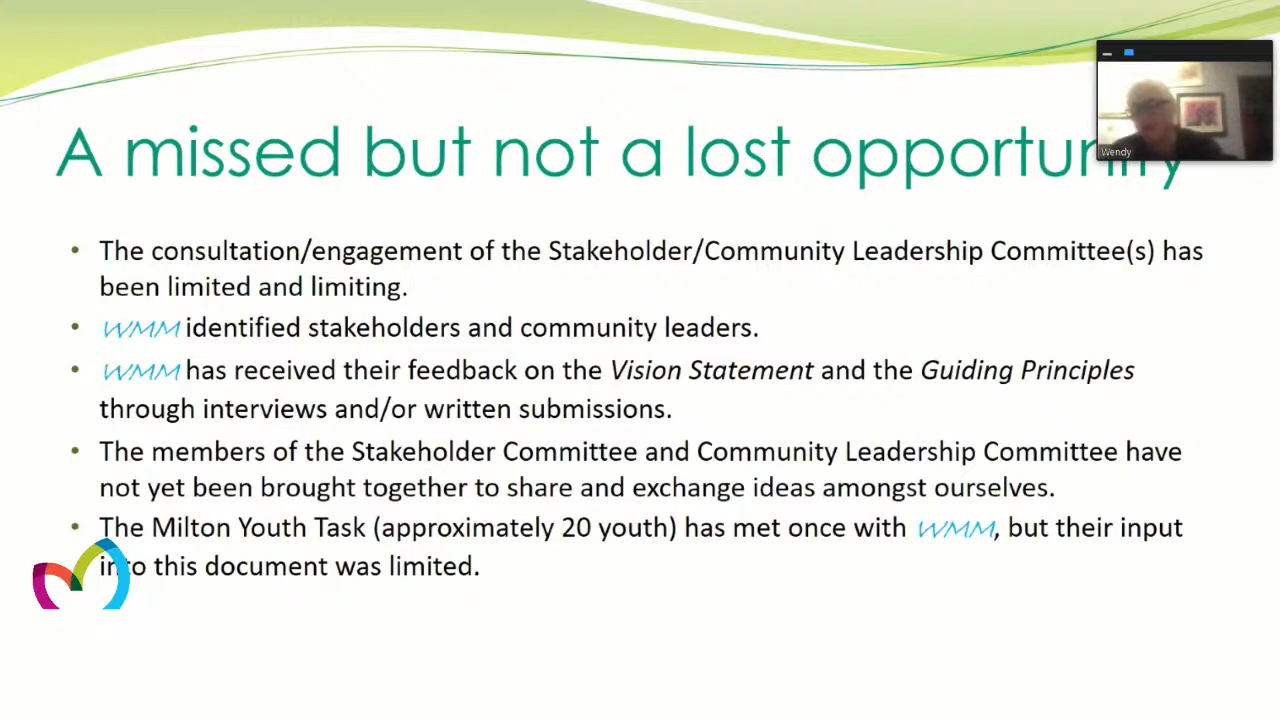 Wendy
A missed but not a lost opportunity
• The consultation/engagement of the Stakeholder/Community Leadership Committee(s) has
been limited and limiting.
• WMM identified stakeholders and community leaders.
• WMM has received their feedback on the Vision Statement and the Guiding Principles
through interviews and/or written submissions.
• The members of the Stakeholder Committee and Community Leadership Committee have
not yet been brought together to share and exchange ideas amongst ourselves.
• The Milton Youth Task (approximately 20 youth) has met once with WMM, but their input
into this document was limited.